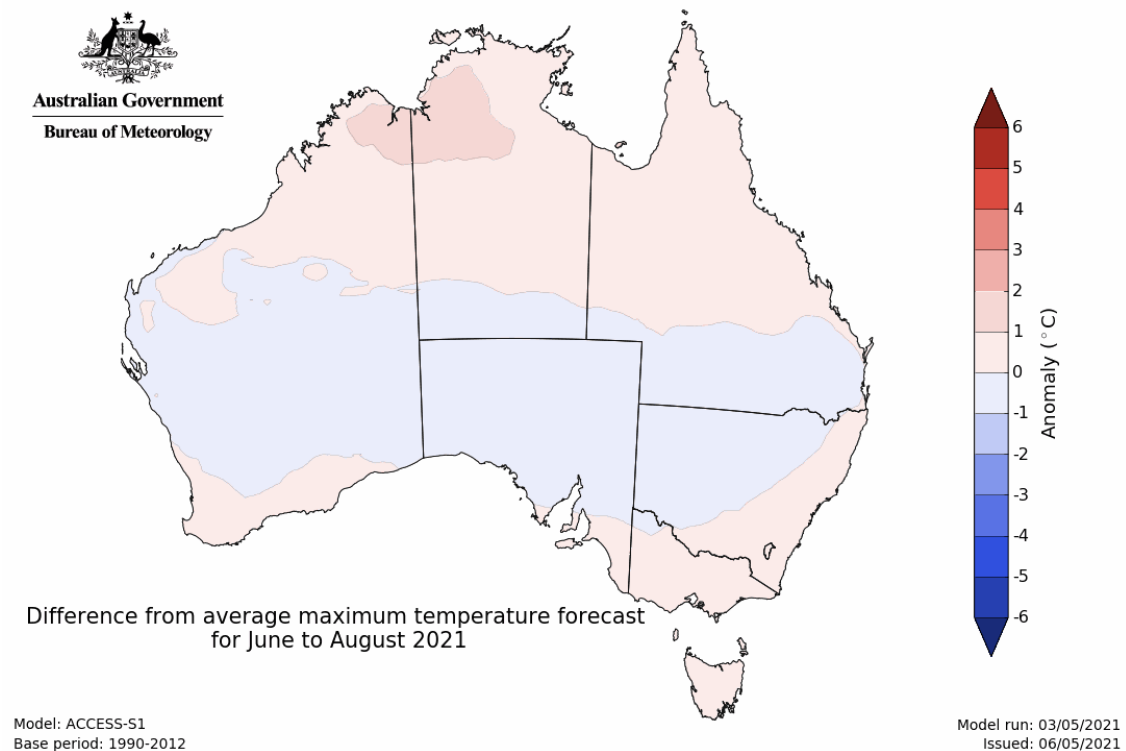 Australian Government
Bureau of Meteorology
6
5
4
3
2
1
0
-1
-2
-3
-4
-5
-6
Anomaly (°C)
Difference from average maximum temperature forecast
for June to August 2021
Model: ACCESS-S1
Base period: 1990-2012
Model run: 03/05/2021
Issued: 06/05/2021